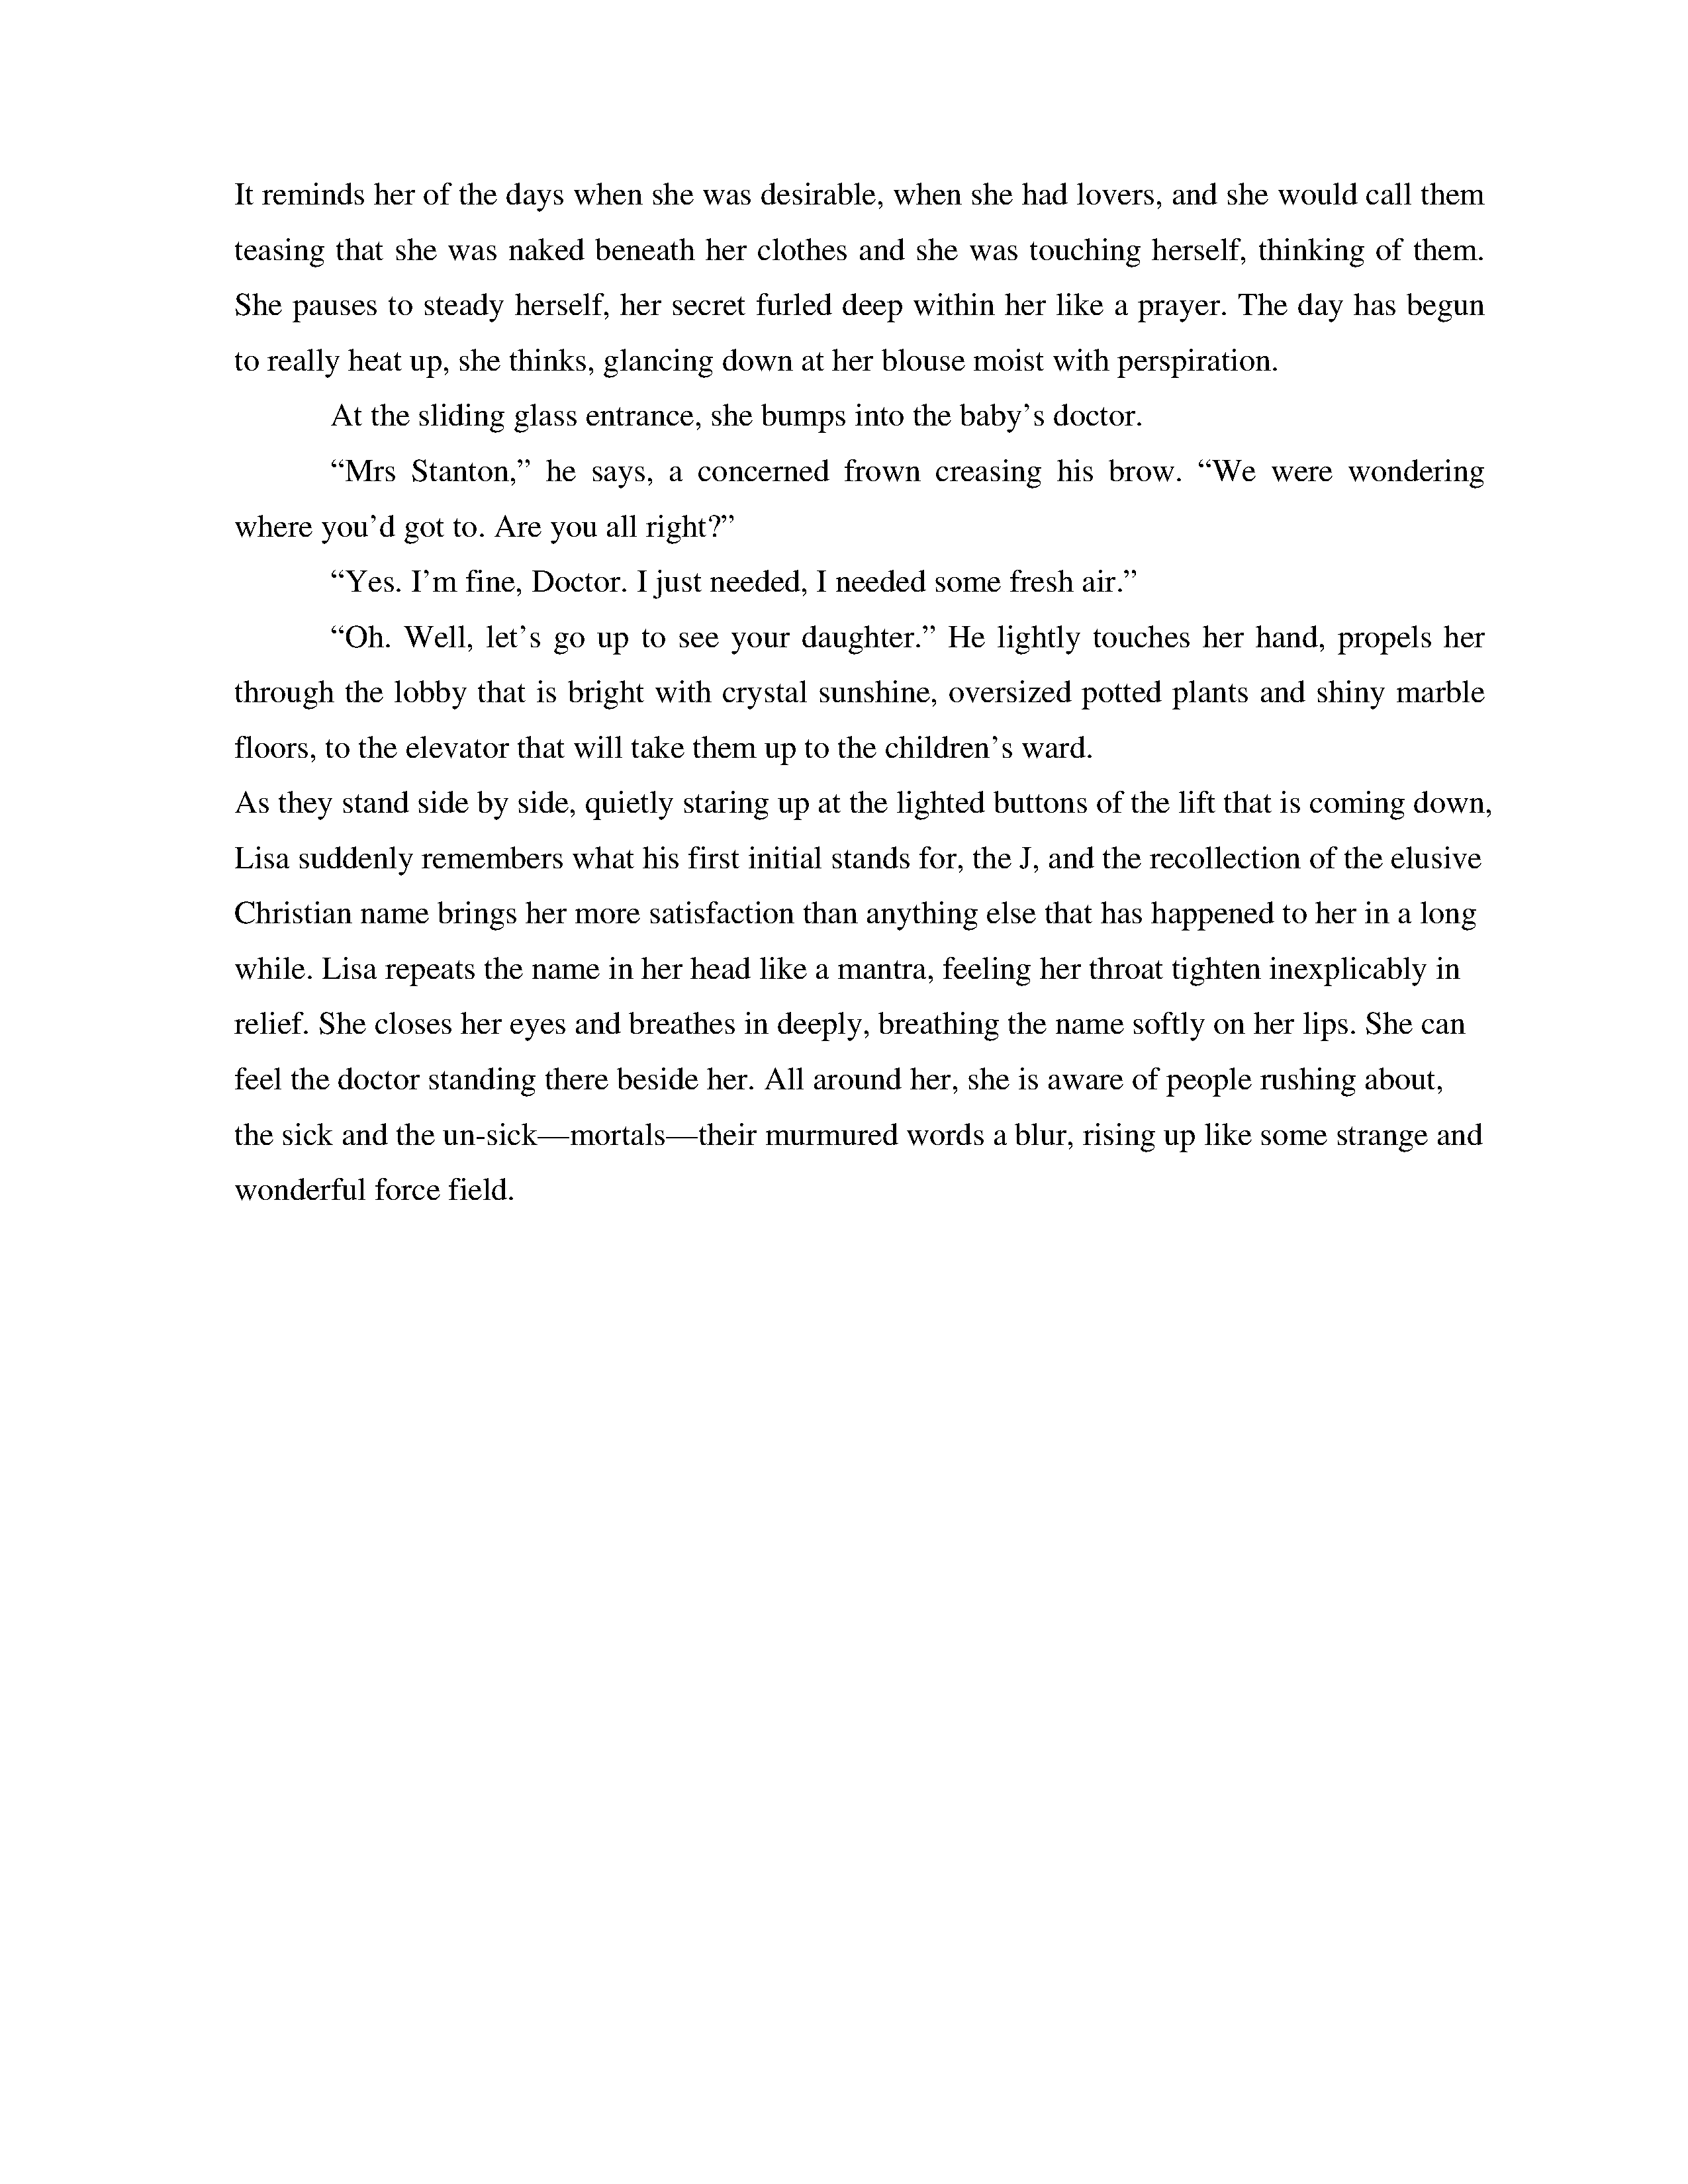 It reminds her of the days when she was desirable, when she had lovers, and she would call them
teasing that she was naked beneath her clothes and she was touching herself, thinking of them.
She pauses to steady herself, her secret furled deep within her like a prayer. The day has begun
to really heat up, she thinks, glancing down at her blouse moist with perspiration.
At the sliding glass entrance, she bumps into the baby’s doctor.
“Mrs Stanton,” he says, a concerned frown creasing his brow. “We were wondering
where you’d got to. Are you all right?”
“Yes. I’m fine, Doctor. I just needed, I needed some fresh air.”
“Oh. Well, let’s go up to see your daughter.” He lightly touches her hand, propels her
through the lobby that is bright with crystal sunshine, oversized potted plants and shiny marble
floors, to the elevator that will take them up to the children’s ward.
As they stand side by side, quietly staring up at the lighted buttons of the lift that is coming down,
Lisa suddenly remembers what his first initial stands for, the J, and the recollection of the elusive
Christian name brings her more satisfaction than anything else that has happened to her in a long
while. Lisa repeats the name in her head like a mantra, feeling her throat tighten inexplicably in
relief. She closes her eyes and breathes in deeply, breathing the name softly on her lips. She can
feel the doctor standing there beside her. All around her, she is aware of people rushing about,
the sick and the un-sick—mortals—their murmured words a blur, rising up like some strange and
wonderful force field.